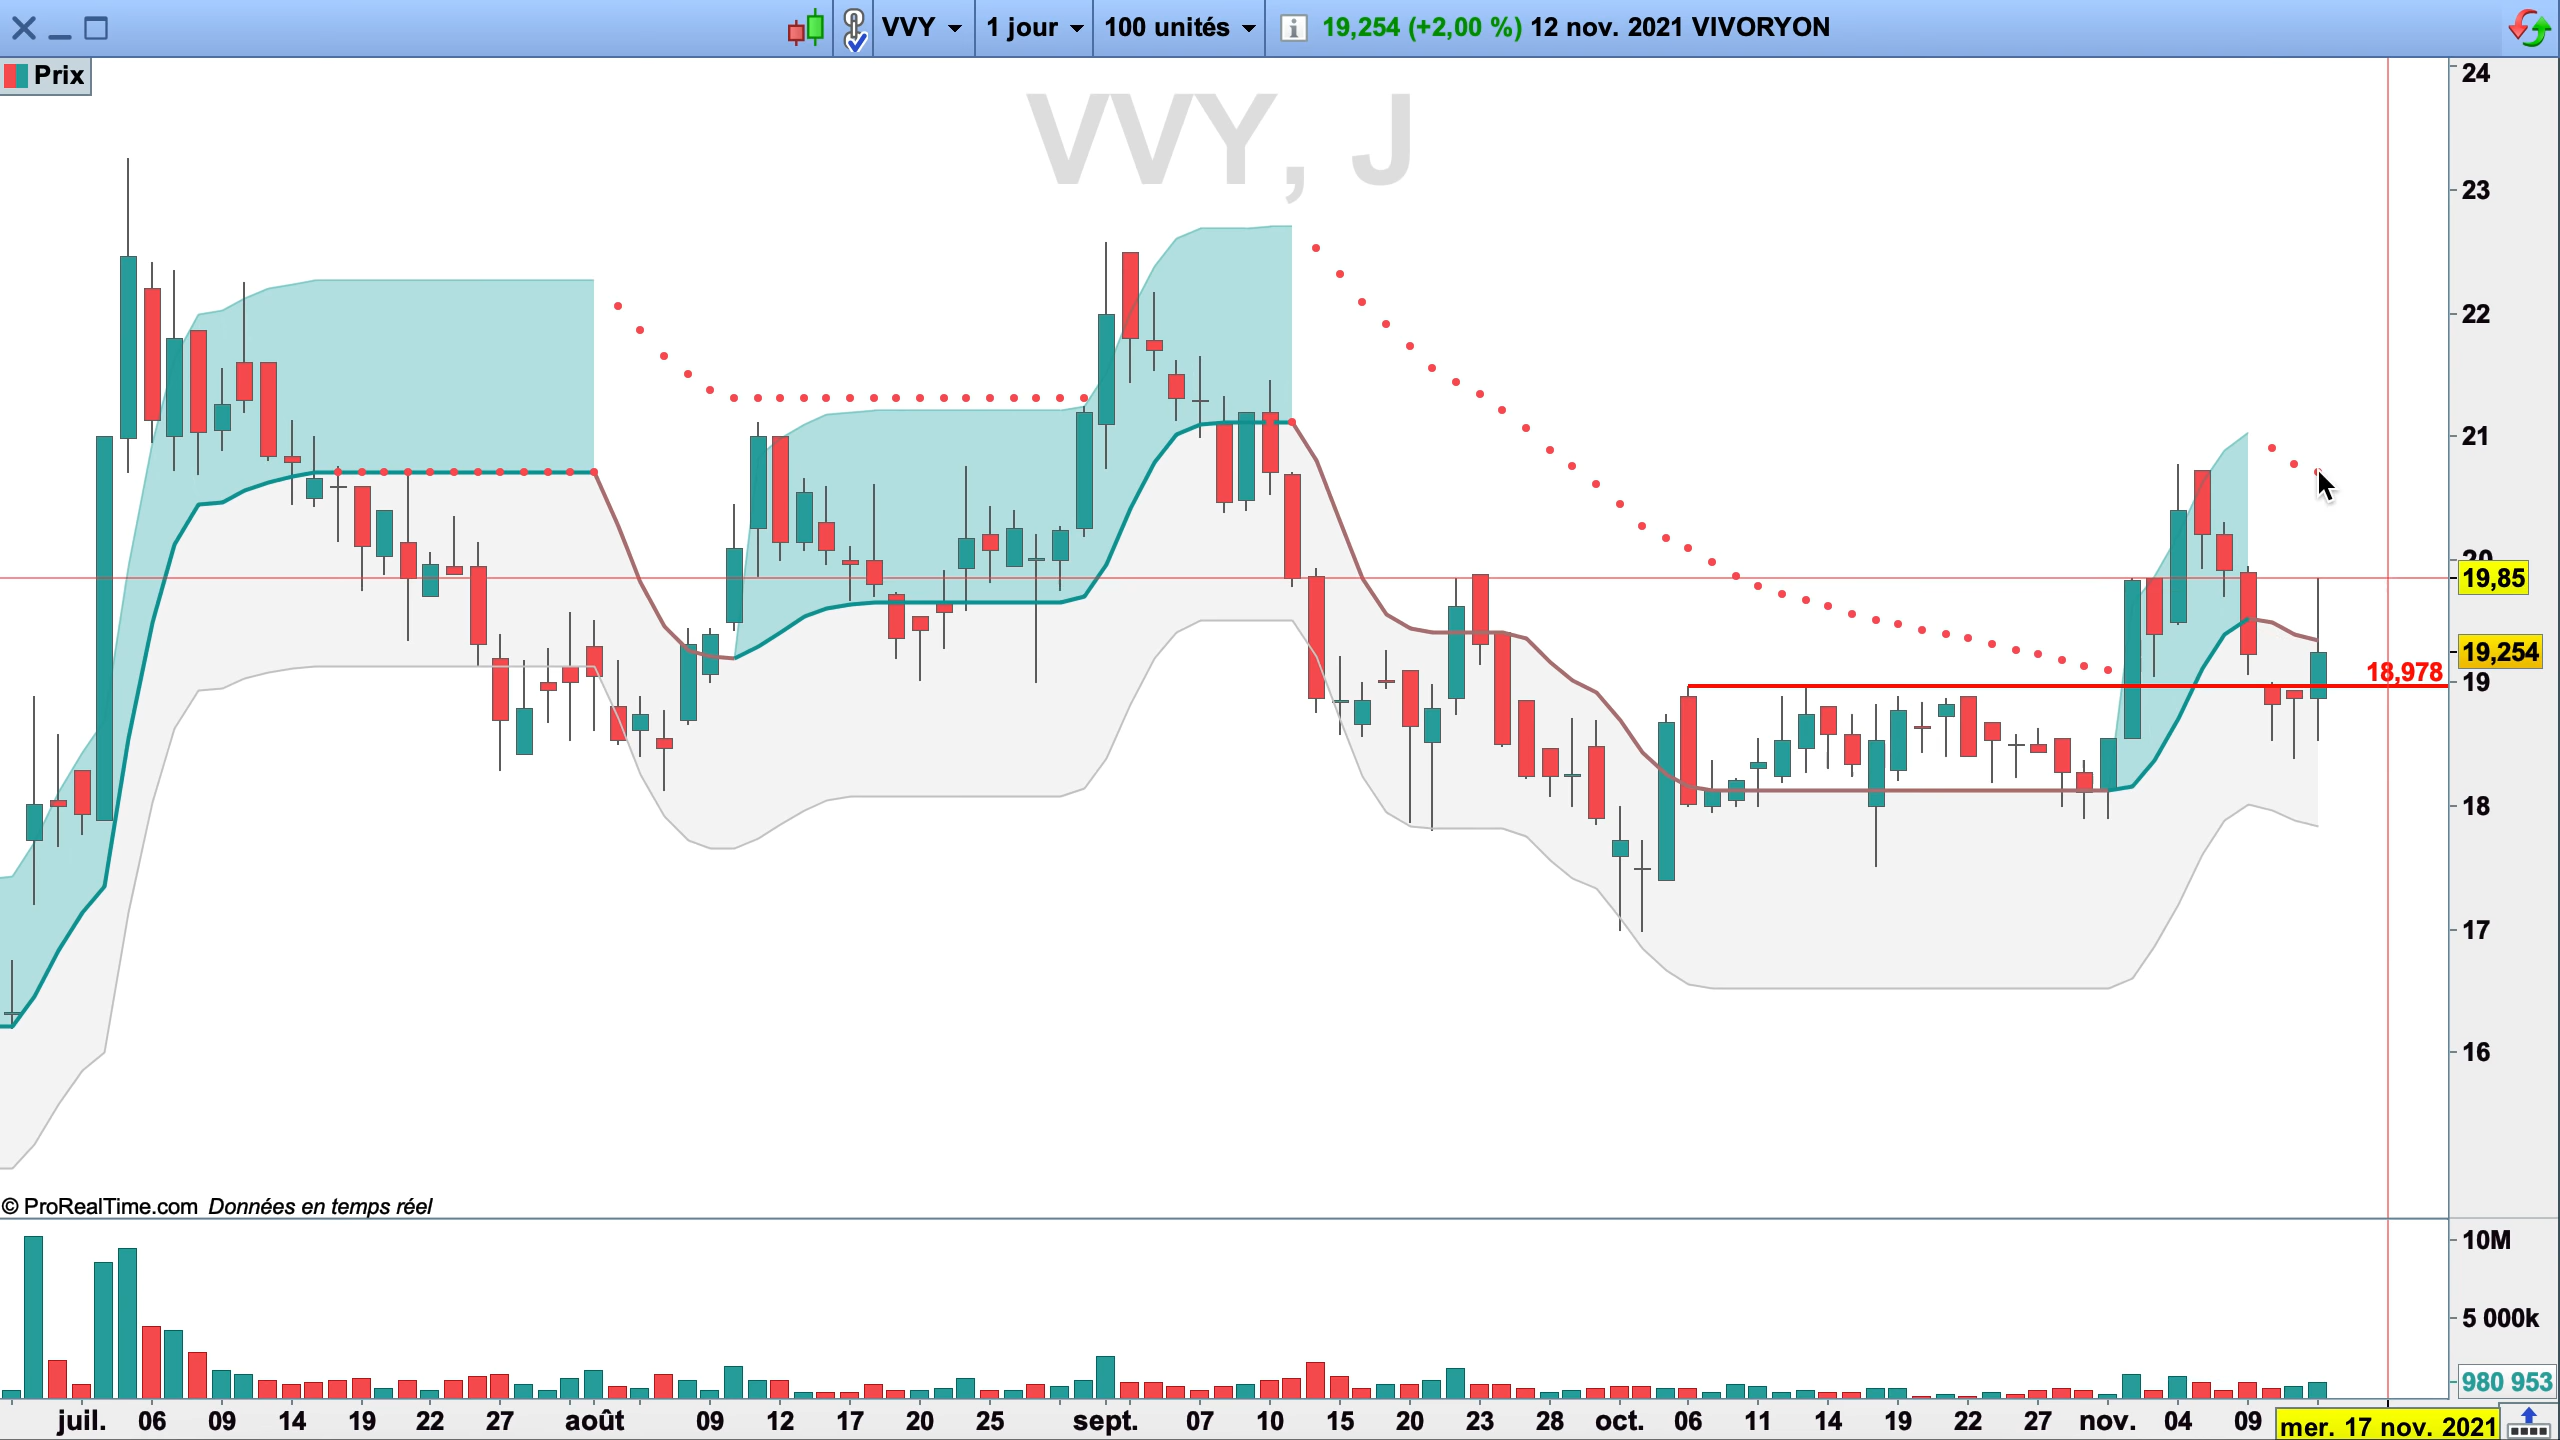 VVY 1 jour 100 unités 19,254 (+2,00 %) 12 nov. 2021 VIVORYON
Prix
VVY, J
24
23
22
21
20
19,85
19,254
18,978
19
18
17
16
© ProRealTime.com Données en temps réel
10M
5 000k
980 953
juil. 06 09 14 19 22 27 août 09 12 17 20 25 sept. 07 10 15 20 23 28 oct. 06 11 14 19 22 27 nov. 04 09 mer. 17 nov. 2021